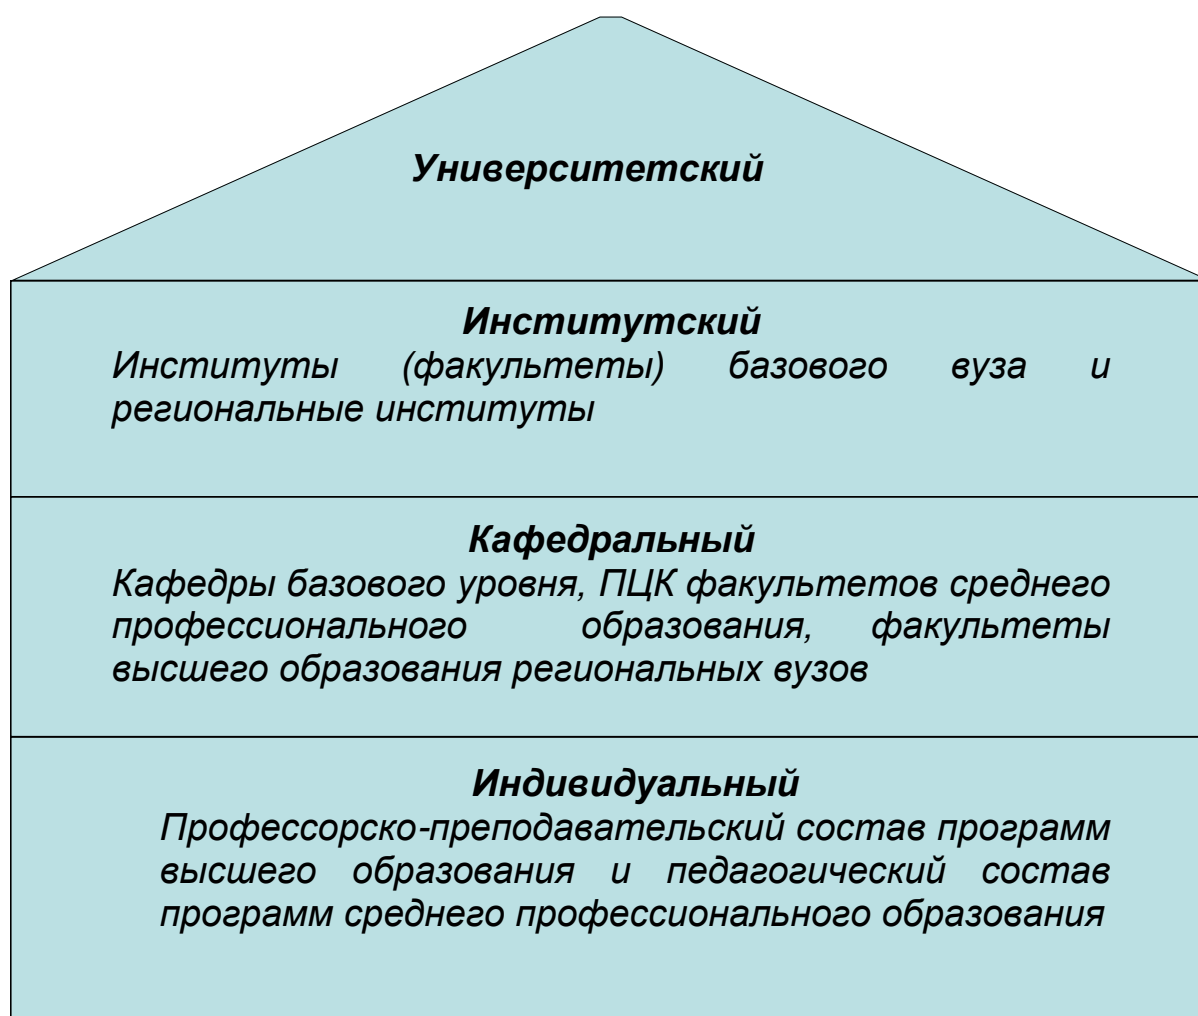 Университетский
Институтский
Институты (факультеты) базового вуза и
региональные институты
Кафедральный
Кафедры базового уровня, ПЦК факультетов среднего
профессионального образования, факультеты
высшего образования региональных вузов
Индивидуальный
Профессорско-преподавательский состав программ
высшего образования и педагогический состав
программ среднего профессионального образования